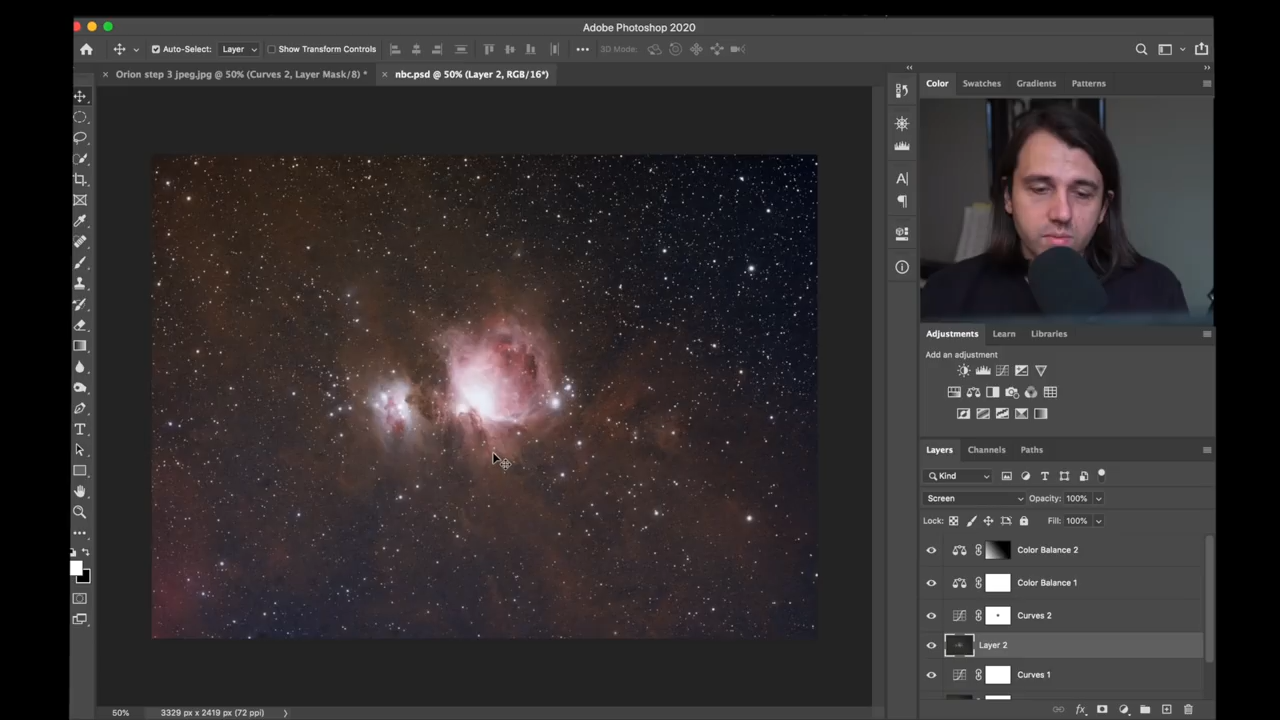 Adobe Photoshop 2020
Auto-Select: Layer Show Transform Controls 3D Mode:
Orion step 3 jpeg.jpg @ 50% (Curves 2, Layer Mask/8) * nbc.psd @ 50% (Layer 2, RGB/16*)
Color Swatches Gradients Patterns
Adjustments Learn Libraries
Add an adjustment
Layers Channels Paths
Kind
Screen Opacity: 100%
Lock: Fill: 100%
Color Balance 2
Color Balance 1
Curves 2
Layer 2
Curves 1
50% 3329 px x 2419 px (72 ppi)